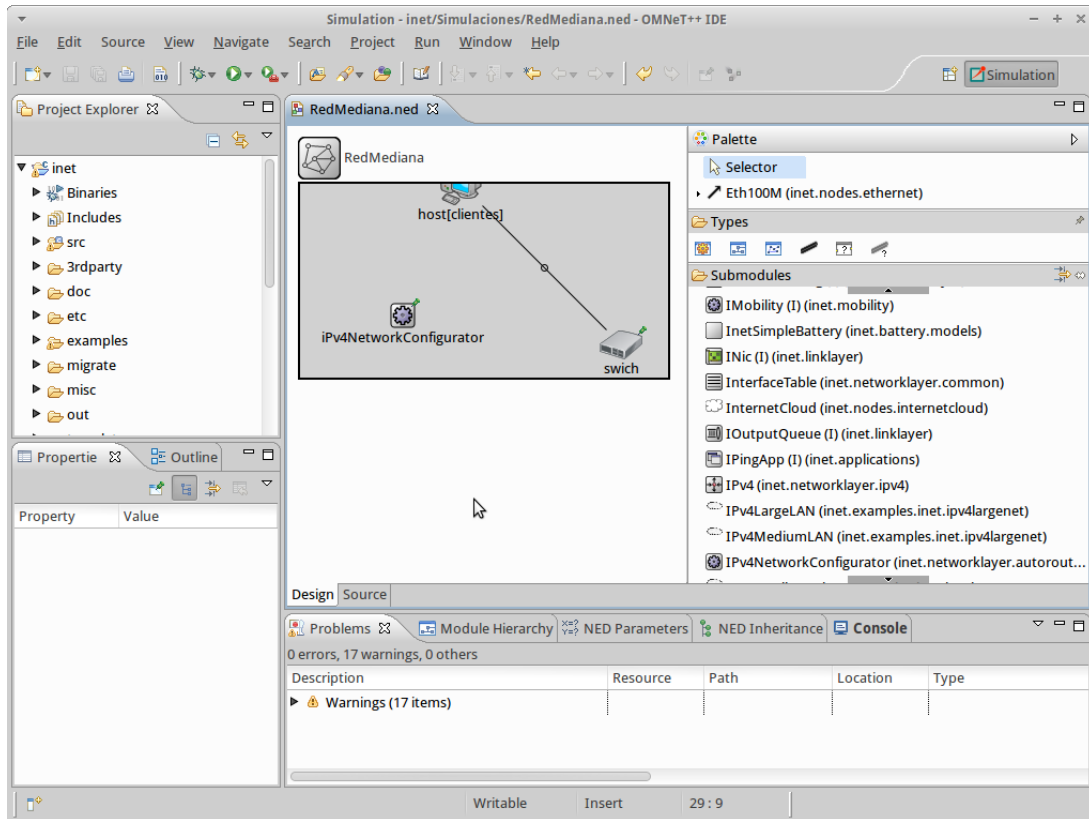 Simulation - inet/Simulaciones/RedMediana.ned - OMNeT++ IDE
File Edit Source View Navigate Search Project Run Window Help
010
Simulation
Project Explorer
inet
Binaries
Includes
src
3rdparty
doc
etc
examples
migrate
misc
out
Propertie Outline
Property Value
RedMediana.ned
RedMediana
host[clientes]
iPv4NetworkConfigurator
swich
Design Source
Palette
Selector
Eth100M (inet.nodes.ethernet)
Types
Submodules
IMobility (I) (inet.mobility)
InetSimpleBattery (inet.battery.models)
INic (I) (inet.linklayer)
InterfaceTable (inet.networklayer.common)
InternetCloud (inet.nodes.internetcloud)
IOutputQueue (I) (inet.linklayer)
IPingApp (I) (inet.applications)
IPv4 (inet.networklayer.ipv4)
IPv4LargeLAN (inet.examples.inet.ipv4largenet)
IPv4MediumLAN (inet.examples.inet.ipv4largenet)
IPv4NetworkConfigurator (inet.networklayer.autorout...
Problems Module Hierarchy NED Parameters NED Inheritance Console
0 errors, 17 warnings, 0 others
Description Resource Path Location Type
Warnings (17 items)
Writable Insert 29 : 9